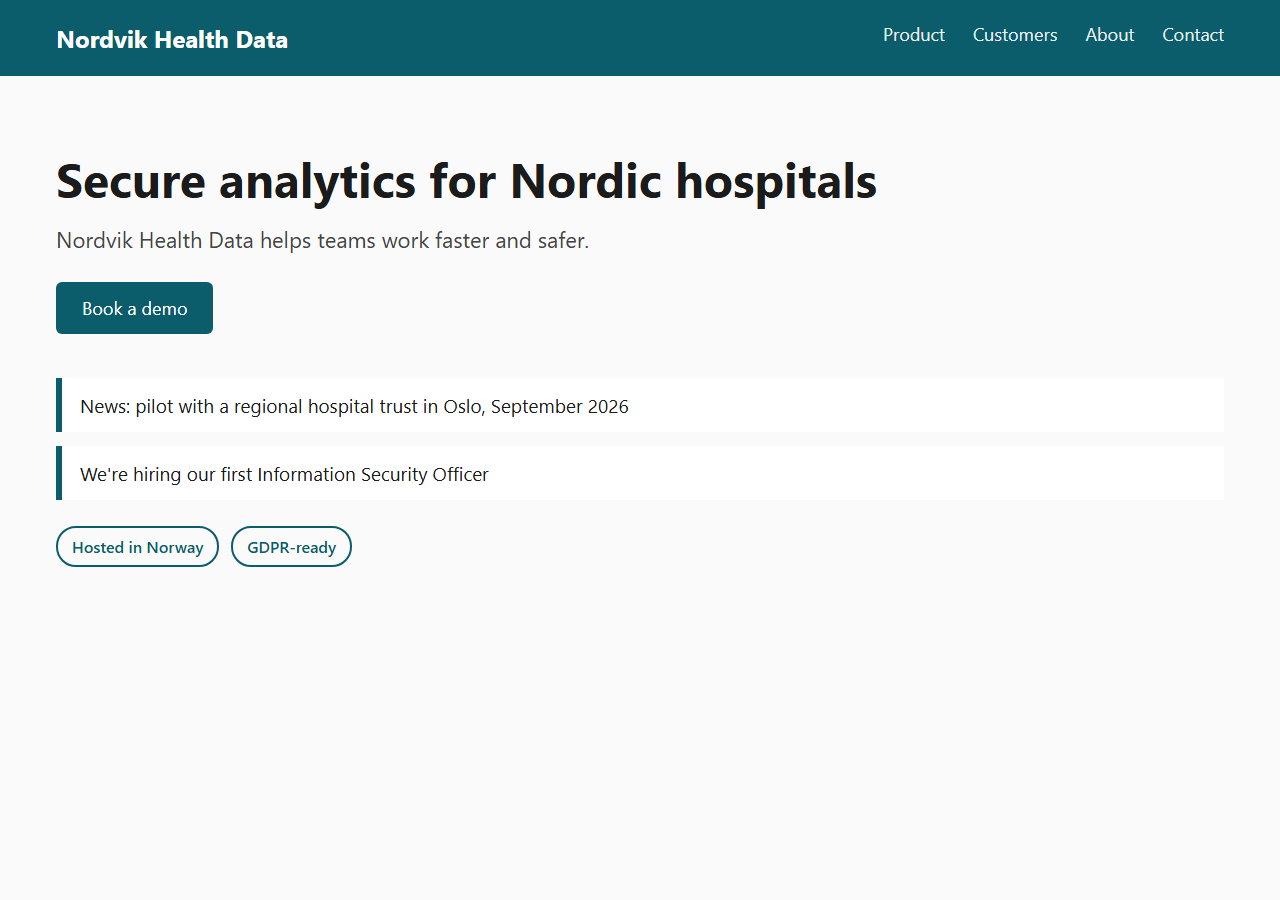 Nordvik Health Data
Product Customers About Contact
Secure analytics for Nordic hospitals
Nordvik Health Data helps teams work faster and safer.
Book a demo
News: pilot with a regional hospital trust in Oslo, September 2026
We're hiring our first Information Security Officer
Hosted in Norway GDPR-ready